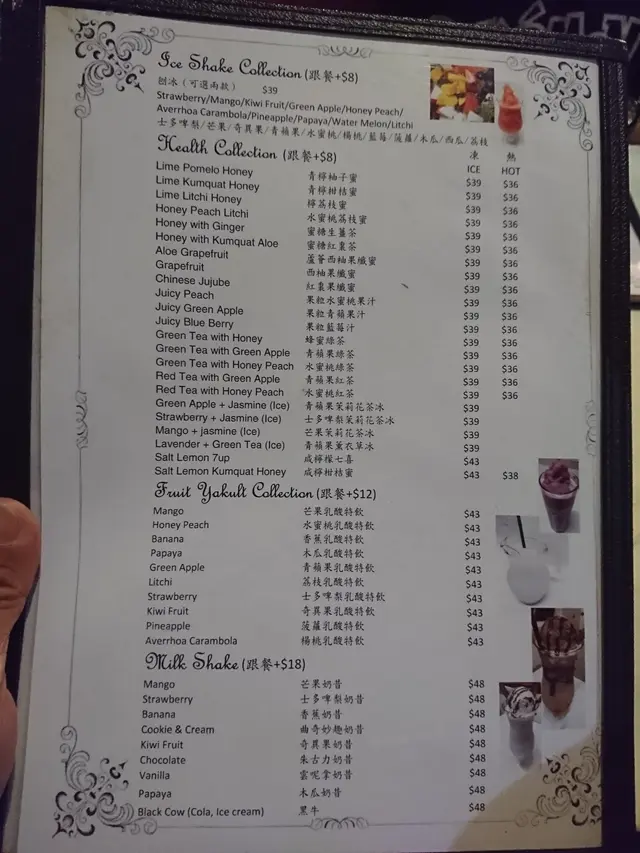 Ice Shake Collection (跟餐+$8)
刨冰 (可選兩款) $39
Strawberry/Mango/Kiwi Fruit/Green Apple/Honey Peach/
Averrhoa Carambola/Pineapple/Papaya/Water Melon/Litchi
士多啤梨/芒果/奇異果/青蘋果/水蜜桃/楊桃/藍莓/菠蘿/木瓜/西瓜/荔枝
Health Collection (跟餐+$8) 凍 熱
ICE HOT
Lime Pomelo Honey 青檸柚子蜜 $39 $36
Lime Kumquat Honey 青檸柑桔蜜 $39 $36
Lime Litchi Honey 檸荔枝蜜 $39 $36
Honey Peach Litchi 水蜜桃荔枝蜜 $39 $36
Honey with Ginger 蜜糖生薑茶 $39 $36
Honey with Kumquat Aloe 蜜糖紅棗茶 $39 $36
Aloe Grapefruit 蘆薈西柚果纖蜜 $39 $36
Grapefruit 西柚果纖蜜 $39 $36
Chinese Jujube 紅棗果纖蜜 $39 $36
Juicy Peach 果粒水蜜桃果汁 $39 $36
Juicy Green Apple 果粒青蘋果汁 $39 $36
Juicy Blue Berry 果粒藍莓汁 $39 $36
Green Tea with Honey 蜂蜜綠茶 $39 $36
Green Tea with Green Apple 青蘋果綠茶 $39 $36
Green Tea with Honey Peach 水蜜桃綠茶 $39 $36
Red Tea with Green Apple 青蘋果紅茶 $39 $36
Red Tea with Honey Peach 水蜜桃紅茶 $39 $36
Green Apple + Jasmine (Ice) 青蘋果茉莉花茶冰 $39
Strawberry + Jasmine (Ice) 士多啤梨茉莉花茶冰 $39
Mango + jasmine (Ice) 芒果茉莉花茶冰 $39
Lavender + Green Tea (Ice) 青蘋果薰衣草冰 $39
Salt Lemon 7up 咸檸檬七喜 $43
Salt Lemon Kumquat Honey 咸檸柑桔蜜 $43 $38
Fruit Yakult Collection (跟餐+$12)
Mango 芒果乳酸特飲 $43
Honey Peach 水蜜桃乳酸特飲 $43
Banana 香蕉乳酸特飲 $43
Papaya 木瓜乳酸特飲 $43
Green Apple 青蘋果乳酸特飲 $43
Litchi 荔枝乳酸特飲 $43
Strawberry 士多啤梨乳酸特飲 $43
Kiwi Fruit 奇異果乳酸特飲 $43
Pineapple 菠蘿乳酸特飲 $43
Averrhoa Carambola 楊桃乳酸特飲 $43
Milk Shake (跟餐+$18)
Mango 芒果奶昔 $48
Strawberry 士多啤梨奶昔 $48
Banana 香蕉奶昔 $48
Cookie & Cream 曲奇妙趣奶昔 $48
Kiwi Fruit 奇異果奶昔 $48
Chocolate 朱古力奶昔 $48
Vanilla 雲呢拿奶昔 $48
Papaya 木瓜奶昔 $48
Black Cow (Cola, Ice cream) 黑牛 $48